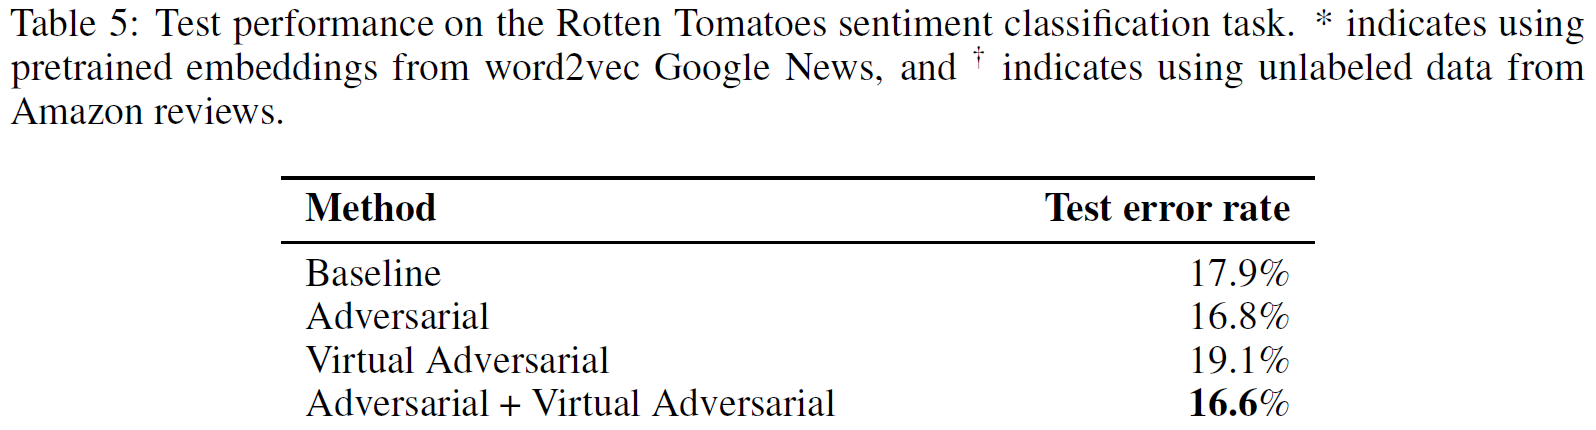 Table 5: Test performance on the Rotten Tomatoes sentiment classification task. * indicates using
pretrained embeddings from word2vec Google News, and † indicates using unlabeled data from
Amazon reviews.
Method Test error rate
Baseline 17.9%
Adversarial 16.8%
Virtual Adversarial 19.1%
Adversarial + Virtual Adversarial 16.6%